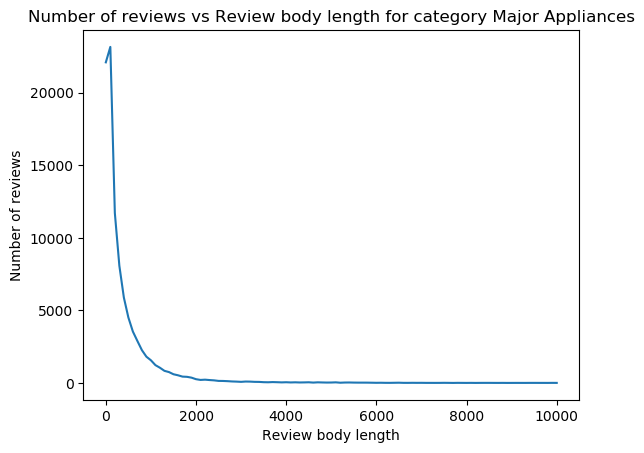 Number of reviews vs Review body length for category Major Appliances
20000
15000
10000
5000
0
Number of reviews
0 2000 4000 6000 8000 10000
Review body length